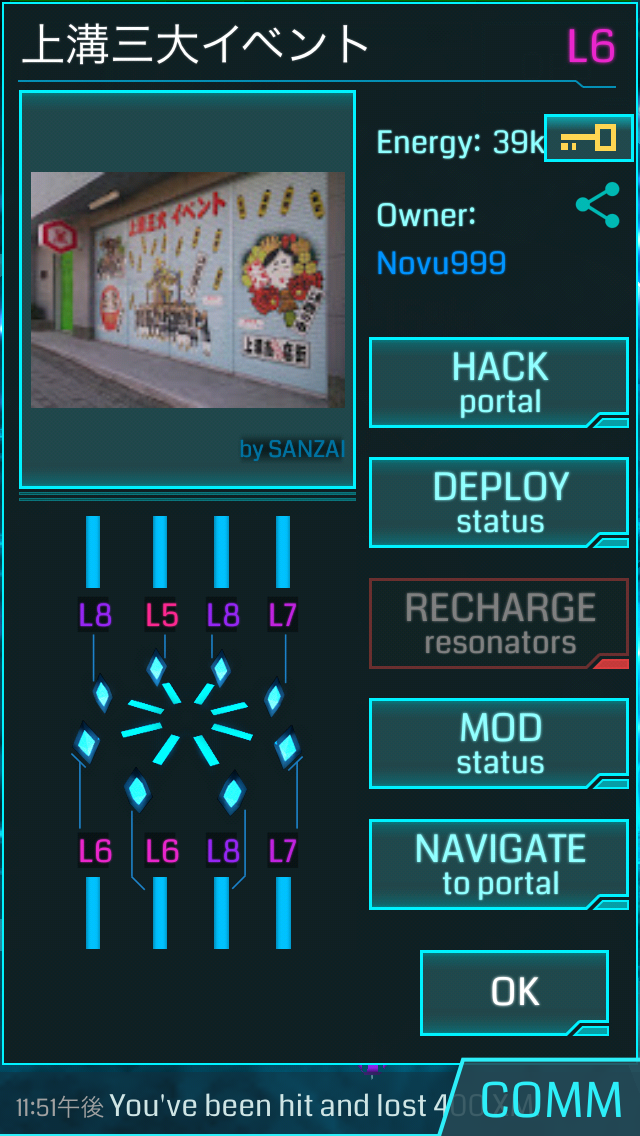 上溝三大イベント
L6
Energy: 39k
Owner:
Novu999
上溝三大イベント
上溝商店街
by SANZAI
HACK
portal
DEPLOY
status
RECHARGE
resonators
MOD
status
NAVIGATE
to portal
L8 L5 L8 L7
L6 L6 L8 L7
OK
11:51午後 You've been hit and lost 400 XM
COMM